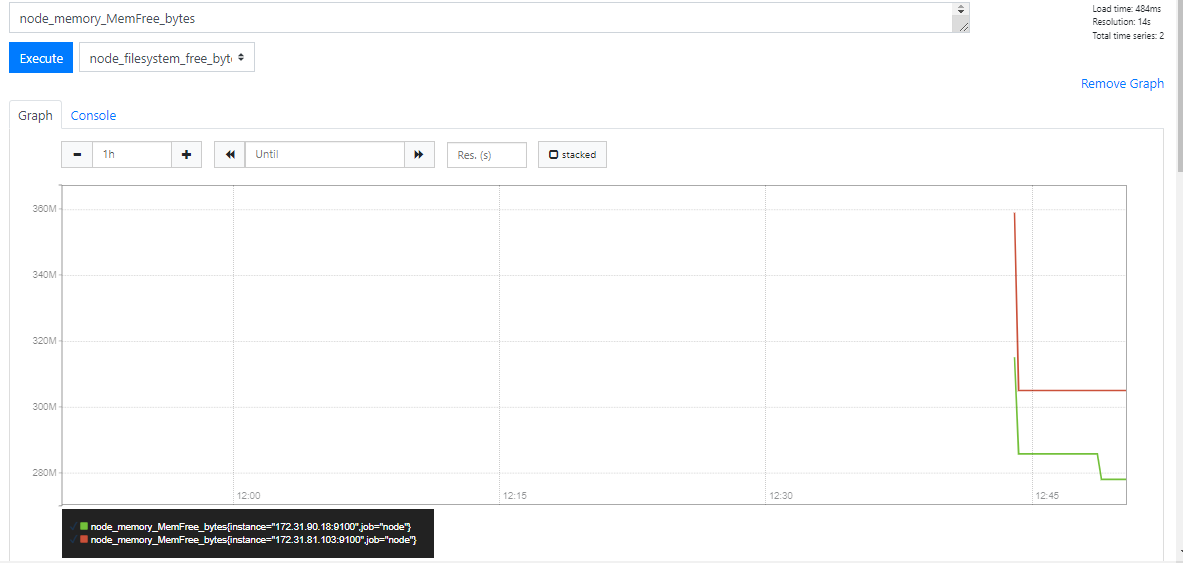 node_memory_MemFree_bytes
Load time: 484ms
Resolution: 14s
Total time series: 2
Execute
node_filesystem_free_byt
Remove Graph
Graph
Console
1h
Until
Res. (s)
stacked
360M
340M
320M
300M
280M
12:00
12:15
12:30
12:45
node_memory_MemFree_bytes{instance="172.31.90.18:9100",job="node"}
node_memory_MemFree_bytes{instance="172.31.81.103:9100",job="node"}